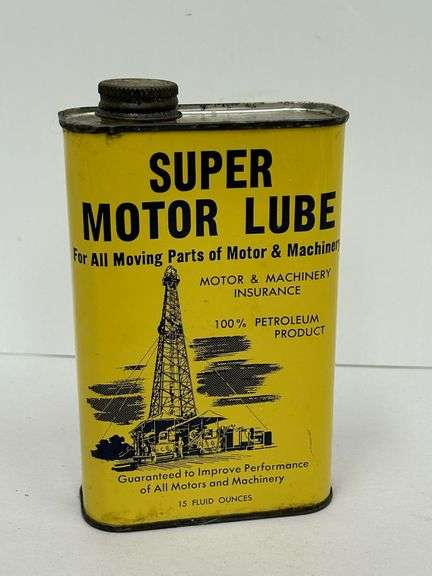 SUPER
MOTOR LUBE
For All Moving Parts of Motor & Machinery
MOTOR & MACHINERY
INSURANCE
100% PETROLEUM
PRODUCT
Guaranteed to Improve Performance
of All Motors and Machinery
15 FLUID OUNCES